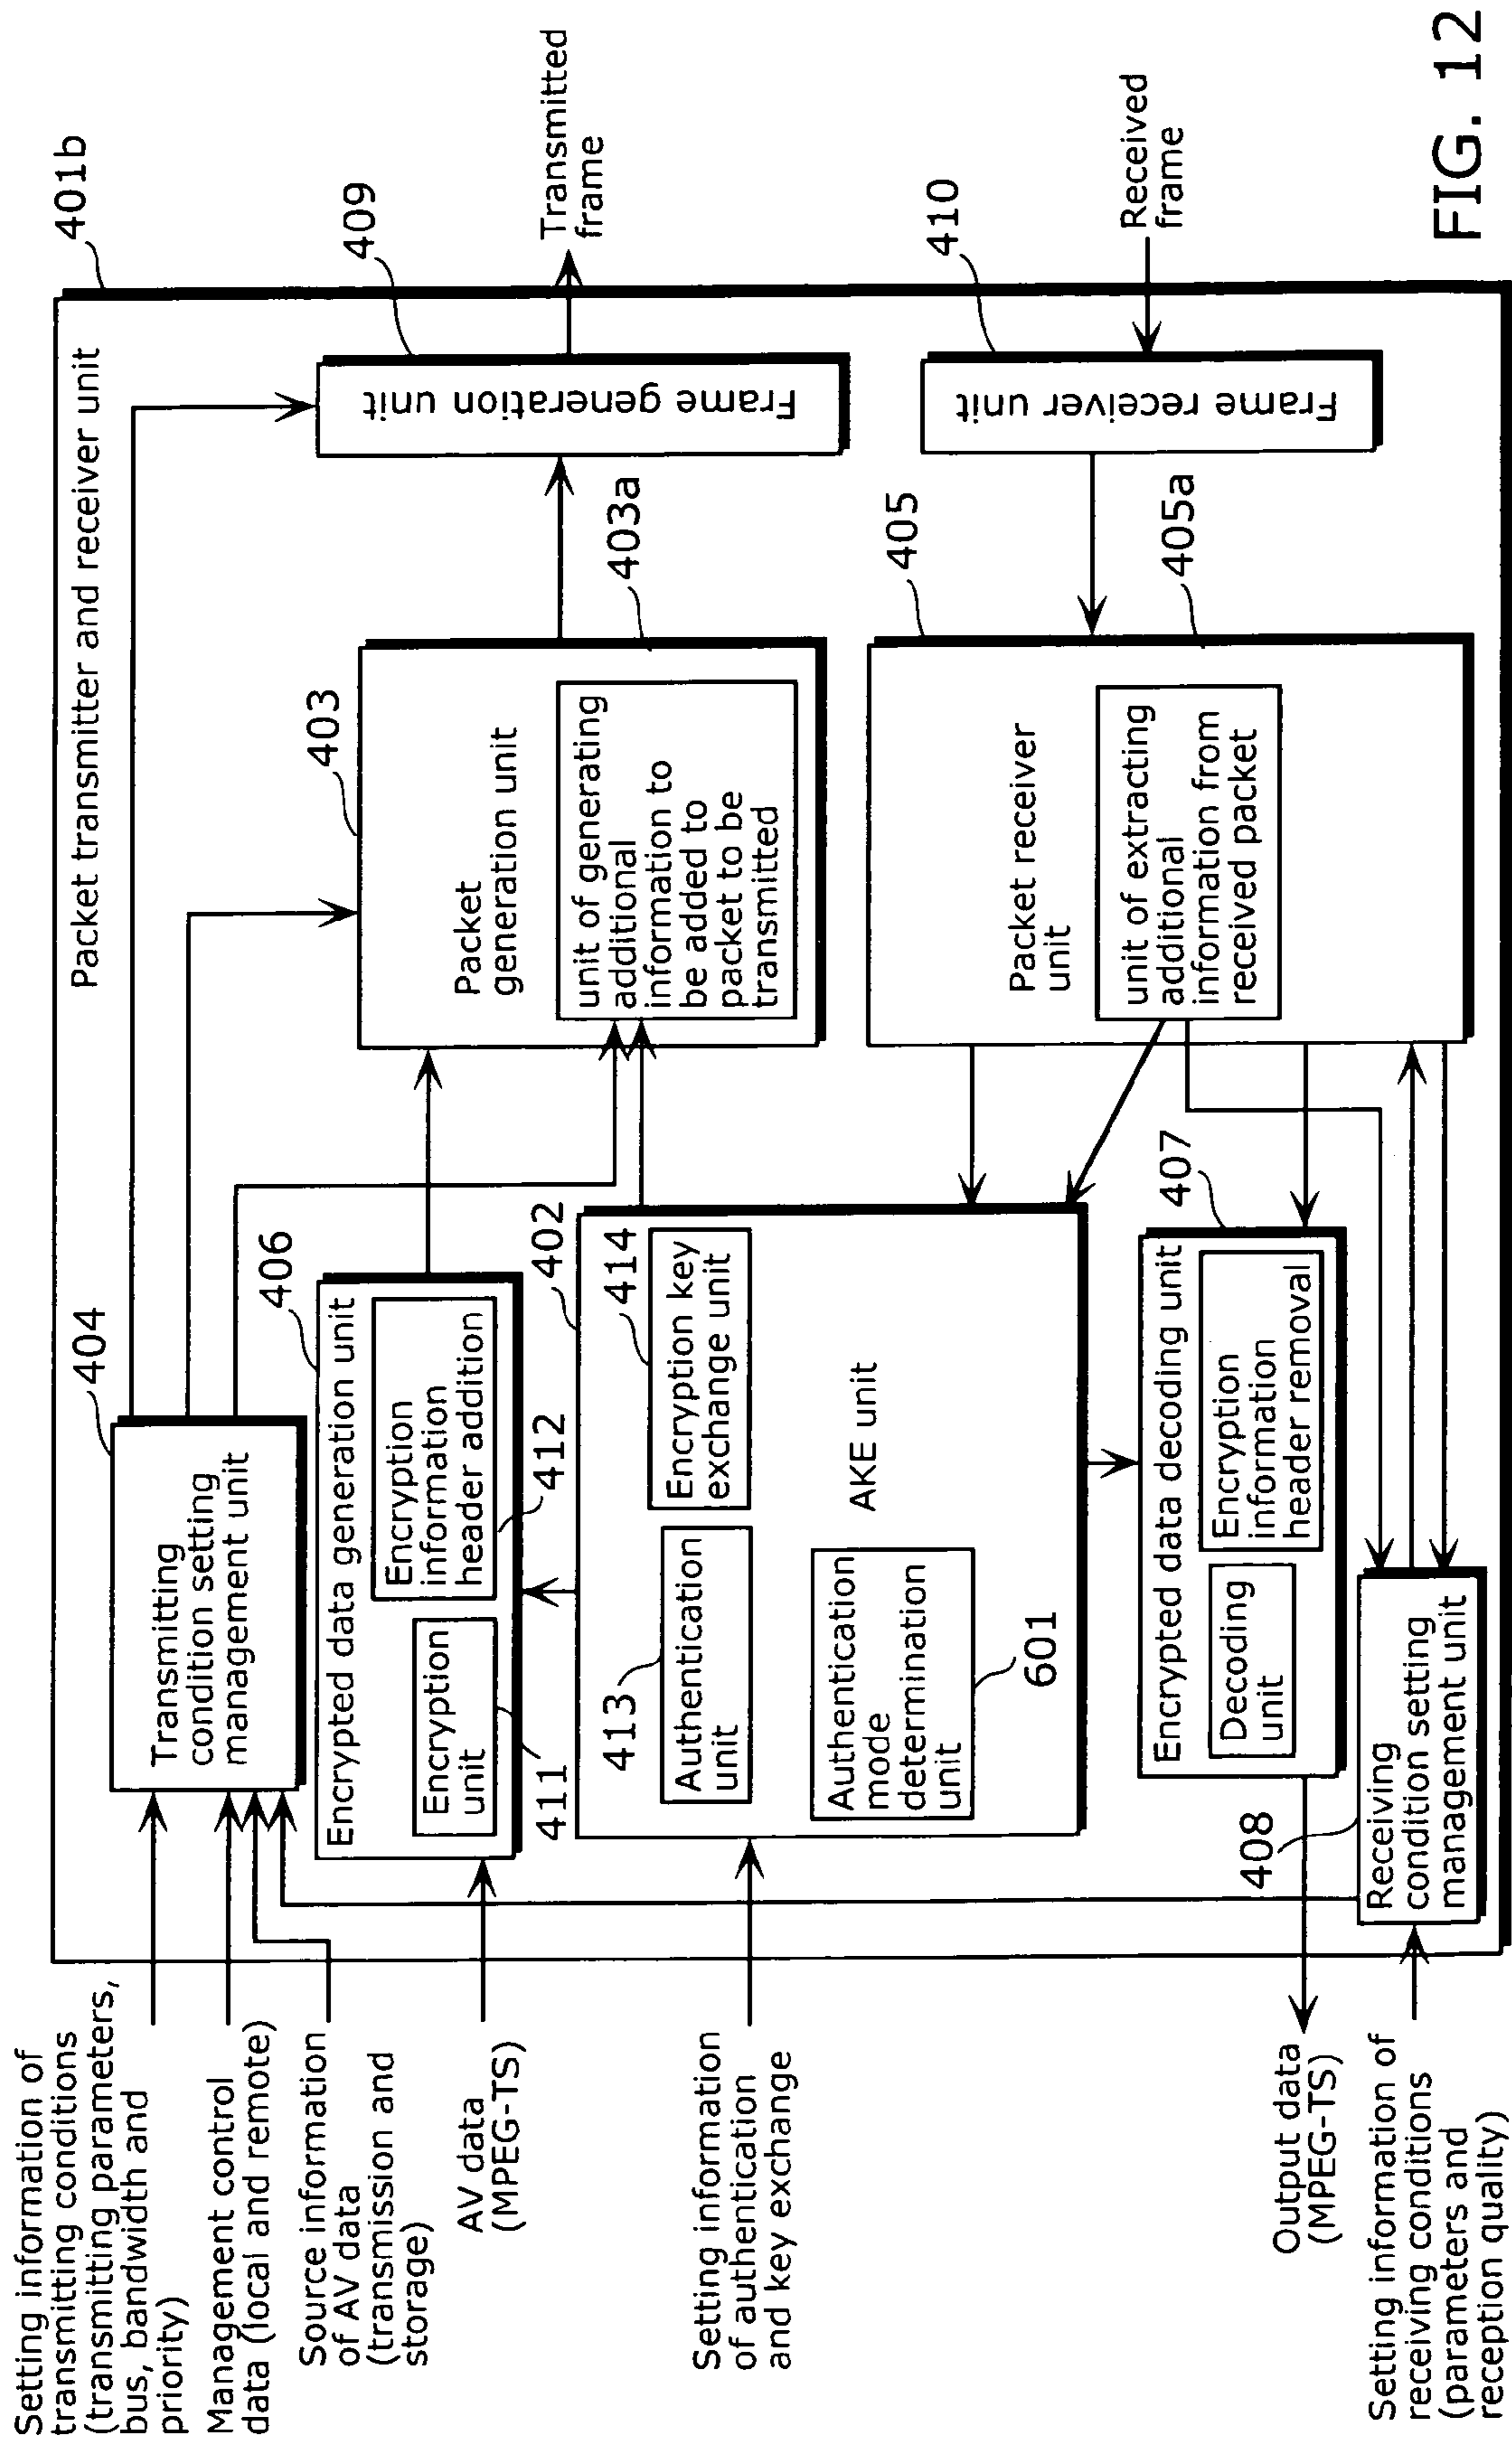 FIG. 12
Packet transmitter and receiver unit
401b
Setting information of
transmitting conditions
(transmitting parameters,
bus, bandwidth and
priority)
Management control
data (local and remote)
Source information
of AV data
(transmission and
storage)
AV data
(MPEG-TS)
Setting information
of authentication
and key exchange
Output data
(MPEG-TS)
Setting information of
receiving conditions
(parameters and
reception quality)
404
Transmitting
condition setting
management unit
406
Encrypted data generation unit
Encryption
unit
411
Encryption
information
header addition
412
402
413
Authentication
unit
414
Encryption key
exchange unit
AKE unit
Authentication
mode
determination
unit
601
407
Encrypted data decoding unit
Decoding
unit
Encryption
information
header removal
408
Receiving
condition setting
management unit
403
Packet
generation unit
403a
unit of generating
additional
information to
be added to
packet to be
transmitted
405
Packet receiver
unit
405a
unit of extracting
additional
information from
received packet
409
Frame generation unit
Transmitted
frame
410
Frame receiver unit
Received
frame